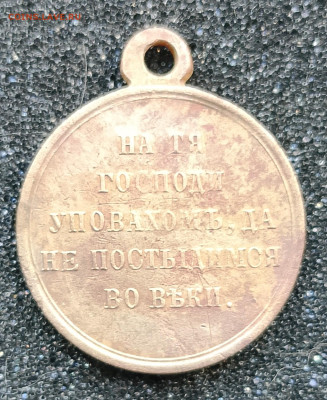 НА ТЯ
ГОСПОДИ
УПОВАХОМЪ, ДА
НЕ ПОСТЫДИМСЯ
ВО ВѢКИ.